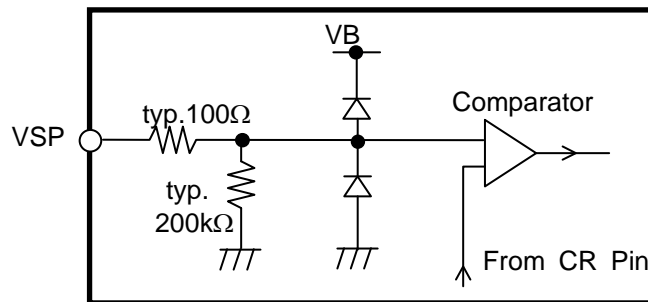 VB
typ.100Ω
Comparator
VSP
typ.
200kΩ
From CR Pin